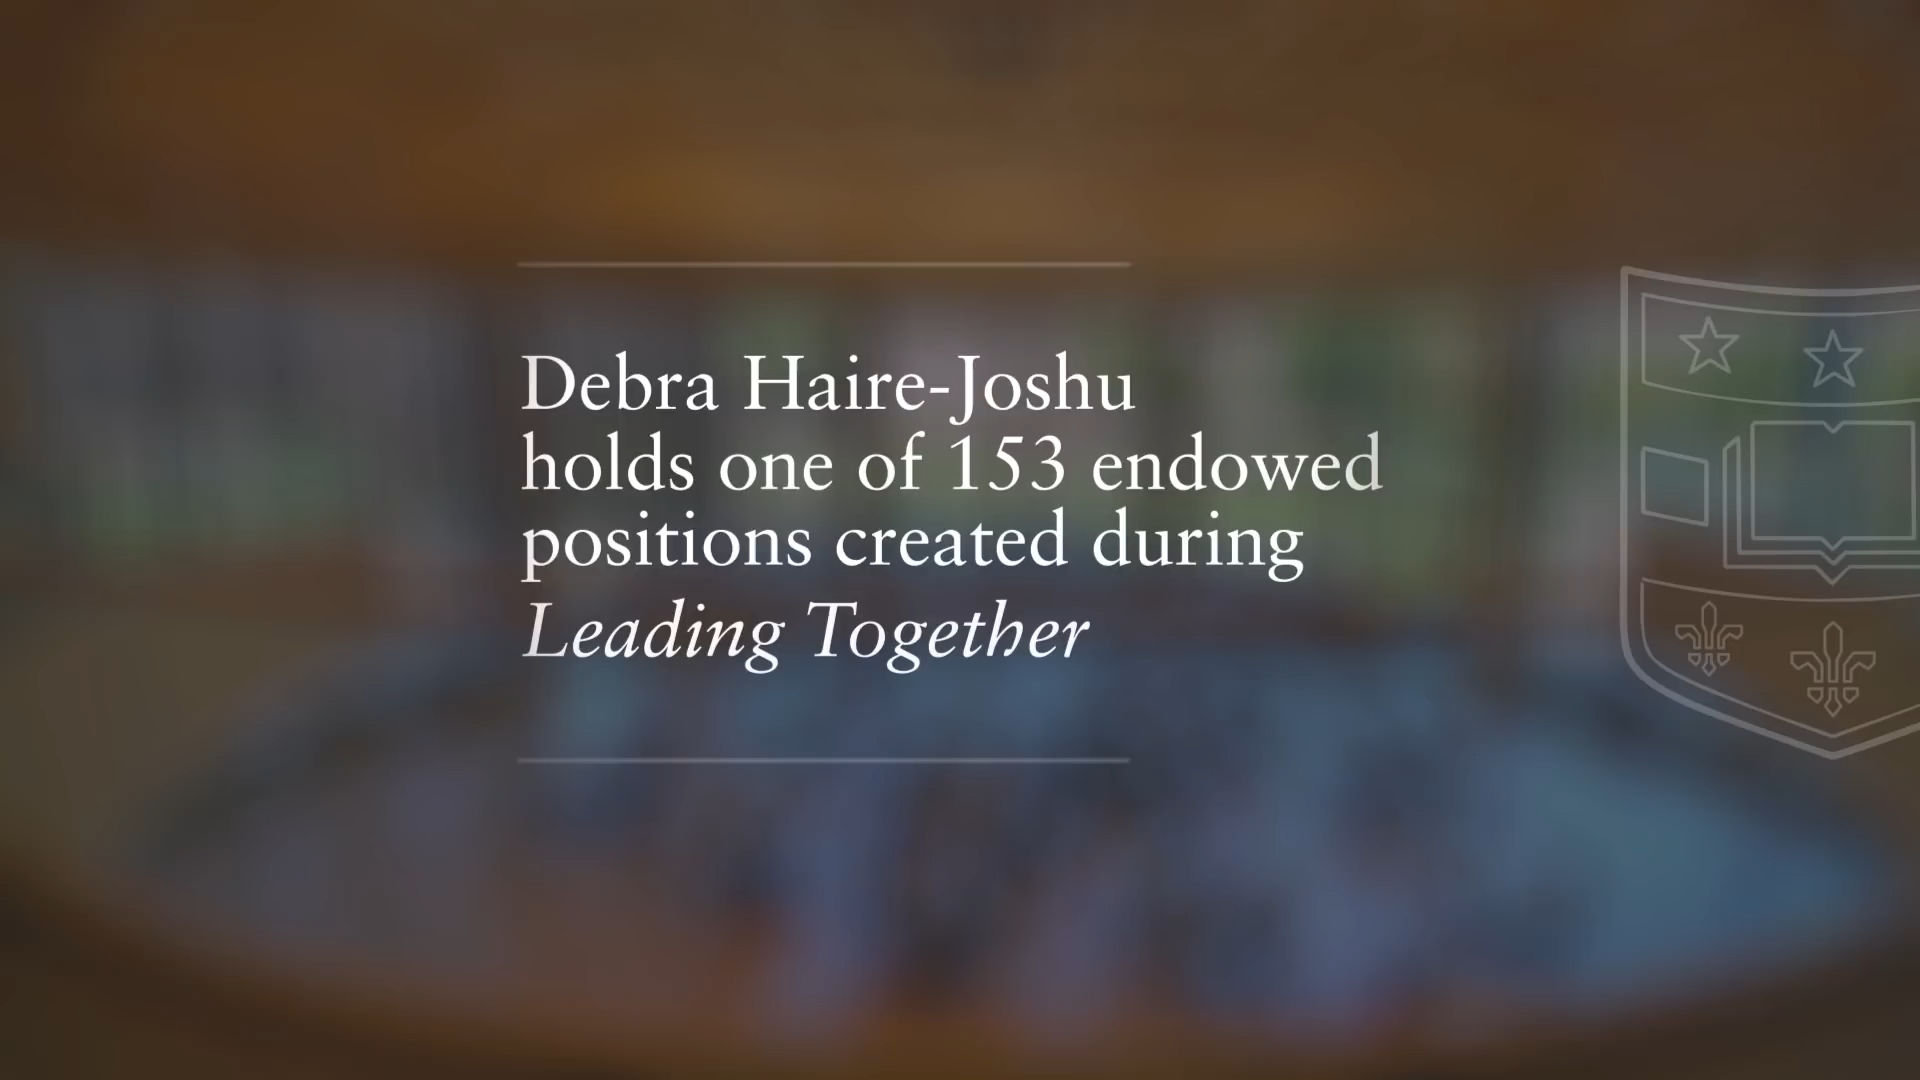 Debra Haire-Joshu
holds one of 153 endowed
positions created during
Leading Together